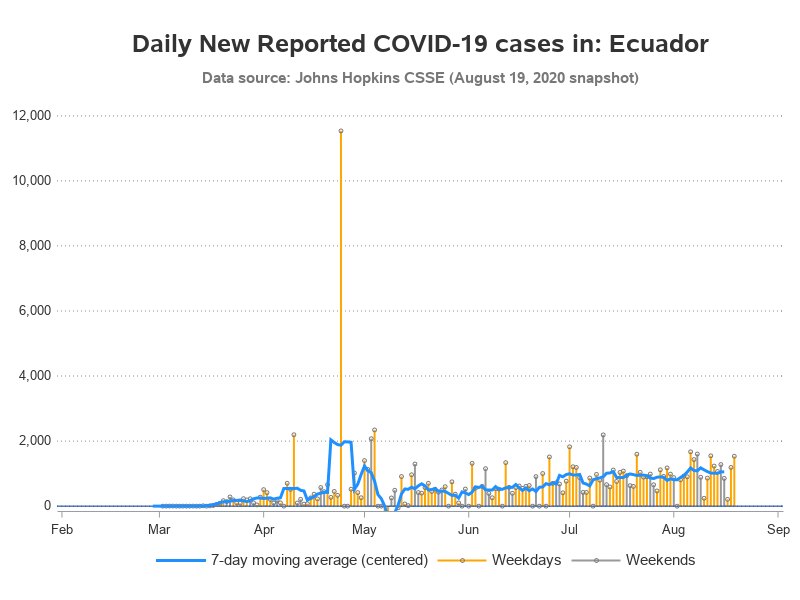 Daily New Reported COVID-19 cases in: Ecuador
Data source: Johns Hopkins CSSE (August 19, 2020 snapshot)
12,000
10,000
8,000
6,000
4,000
2,000
0
Feb Mar Apr May Jun Jul Aug Sep
7-day moving average (centered) Weekdays Weekends